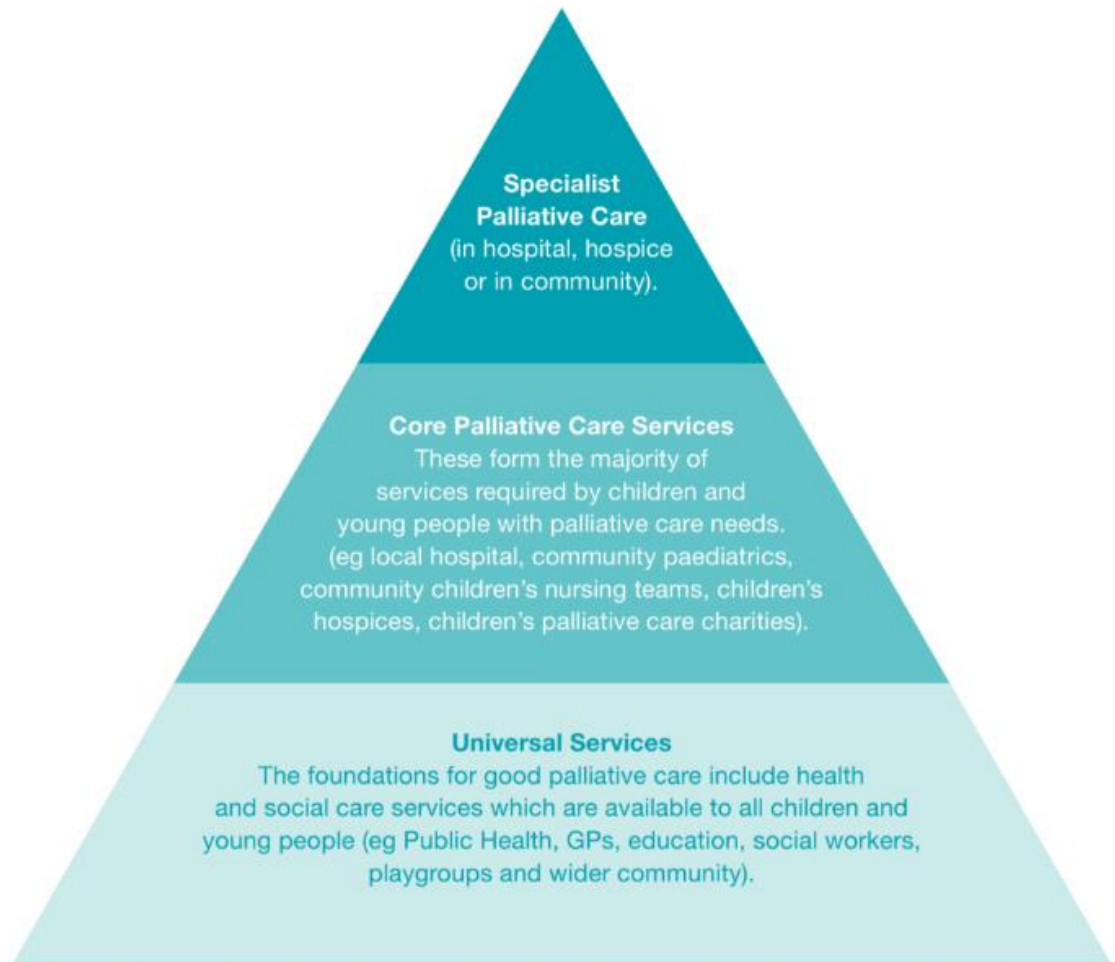 Specialist
Palliative Care
(in hospital, hospice
or in community).
Core Palliative Care Services
These form the majority of
services required by children and
young people with palliative care needs.
(eg local hospital, community paediatrics,
community children's nursing teams, children's
hospices, children's palliative care charities).
Universal Services
The foundations for good palliative care include health
and social care services which are available to all children and
young people (eg Public Health, GPs, education, social workers,
playgroups and wider community).